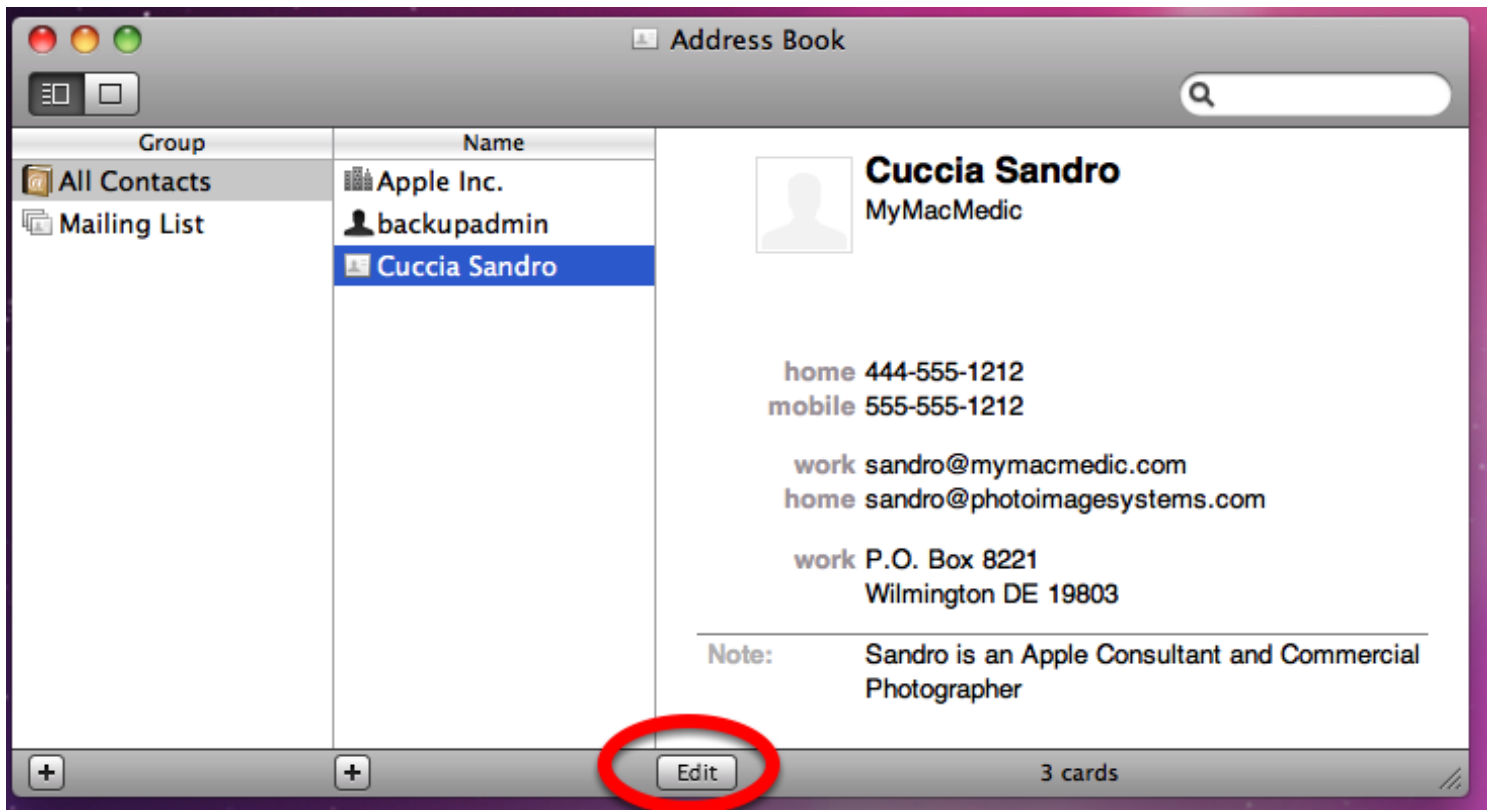 Address Book
Group
Name
All Contacts
Mailing List
Apple Inc.
backupadmin
Cuccia Sandro
Cuccia Sandro
MyMacMedic
home 444-555-1212
mobile 555-555-1212
work sandro@mymacmedic.com
home sandro@photoimagesystems.com
work P.O. Box 8221
Wilmington DE 19803
Note: Sandro is an Apple Consultant and Commercial
Photographer
+
+
Edit
3 cards